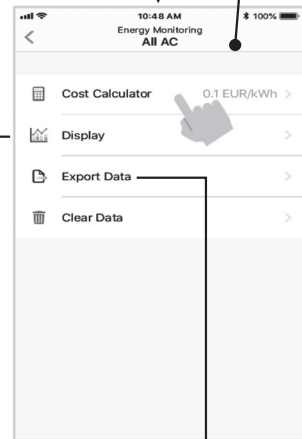 10:48 AM 100%
Energy Monitoring
All AC
Cost Calculator 0.1 EUR/kWh
Display
Export Data
Clear Data